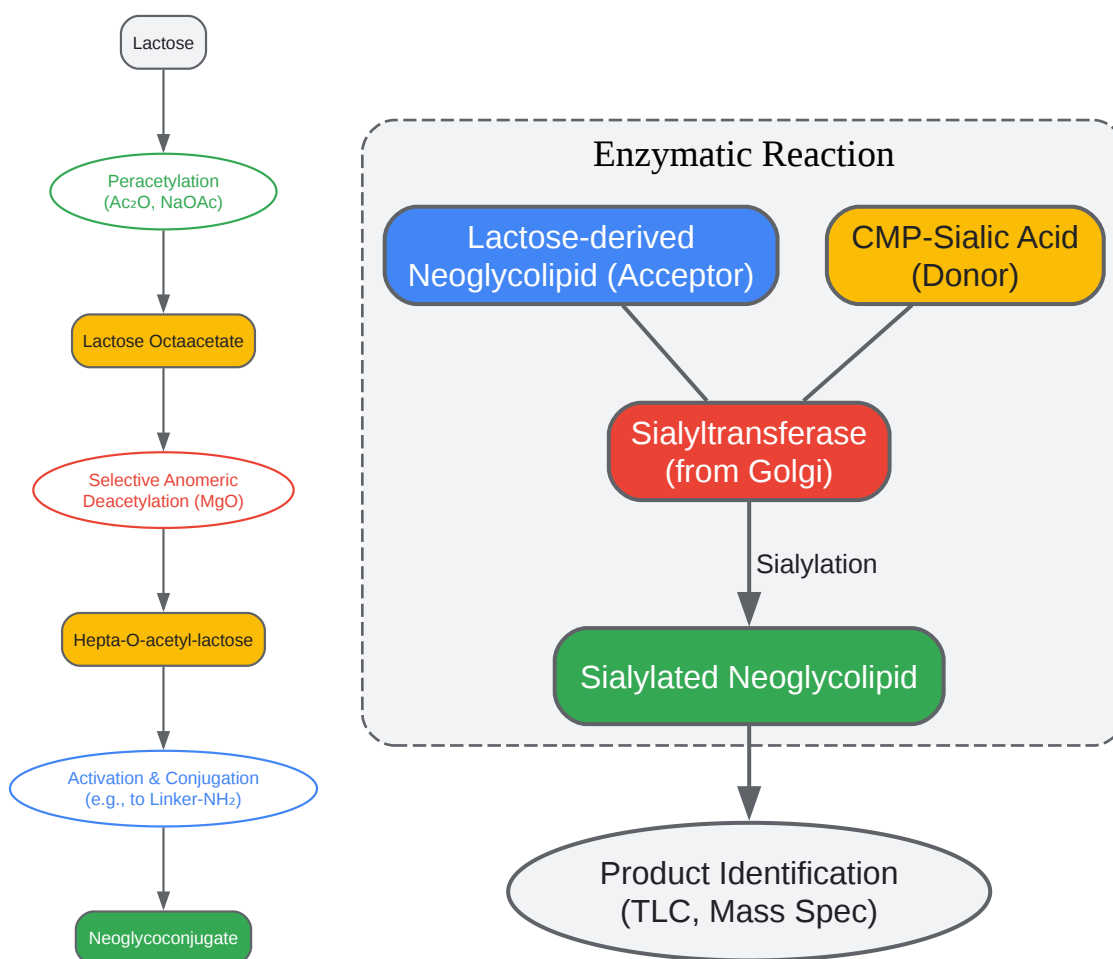 Lactose
Peracetylation
(Ac₂O, NaOAc)
Lactose Octaacetate
Selective Anomeric
Deacetylation (MgO)
Hepta-O-acetyl-lactose
Activation & Conjugation
(e.g., to Linker-NH₂)
Neoglycoconjugate
Enzymatic Reaction
Lactose-derived
Neoglycolipid (Acceptor)
CMP-Sialic Acid
(Donor)
Sialyltransferase
(from Golgi)
Sialylation
Sialylated Neoglycolipid
Product Identification
(TLC, Mass Spec)